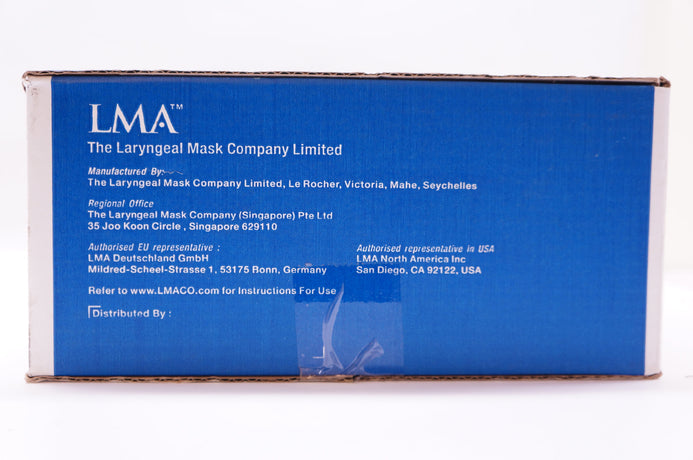 LMA™
The Laryngeal Mask Company Limited
Manufactured By:
The Laryngeal Mask Company Limited, Le Rocher, Victoria, Mahe, Seychelles
Regional Office
The Laryngeal Mask Company (Singapore) Pte Ltd
35 Joo Koon Circle , Singapore 629110
Authorised EU representative :
LMA Deutschland GmbH
Mildred-Scheel-Strasse 1, 53175 Bonn, Germany
Authorised representative in USA
LMA North America Inc
San Diego, CA 92122, USA
Refer to www.LMACO.com for Instructions For Use
Distributed By :